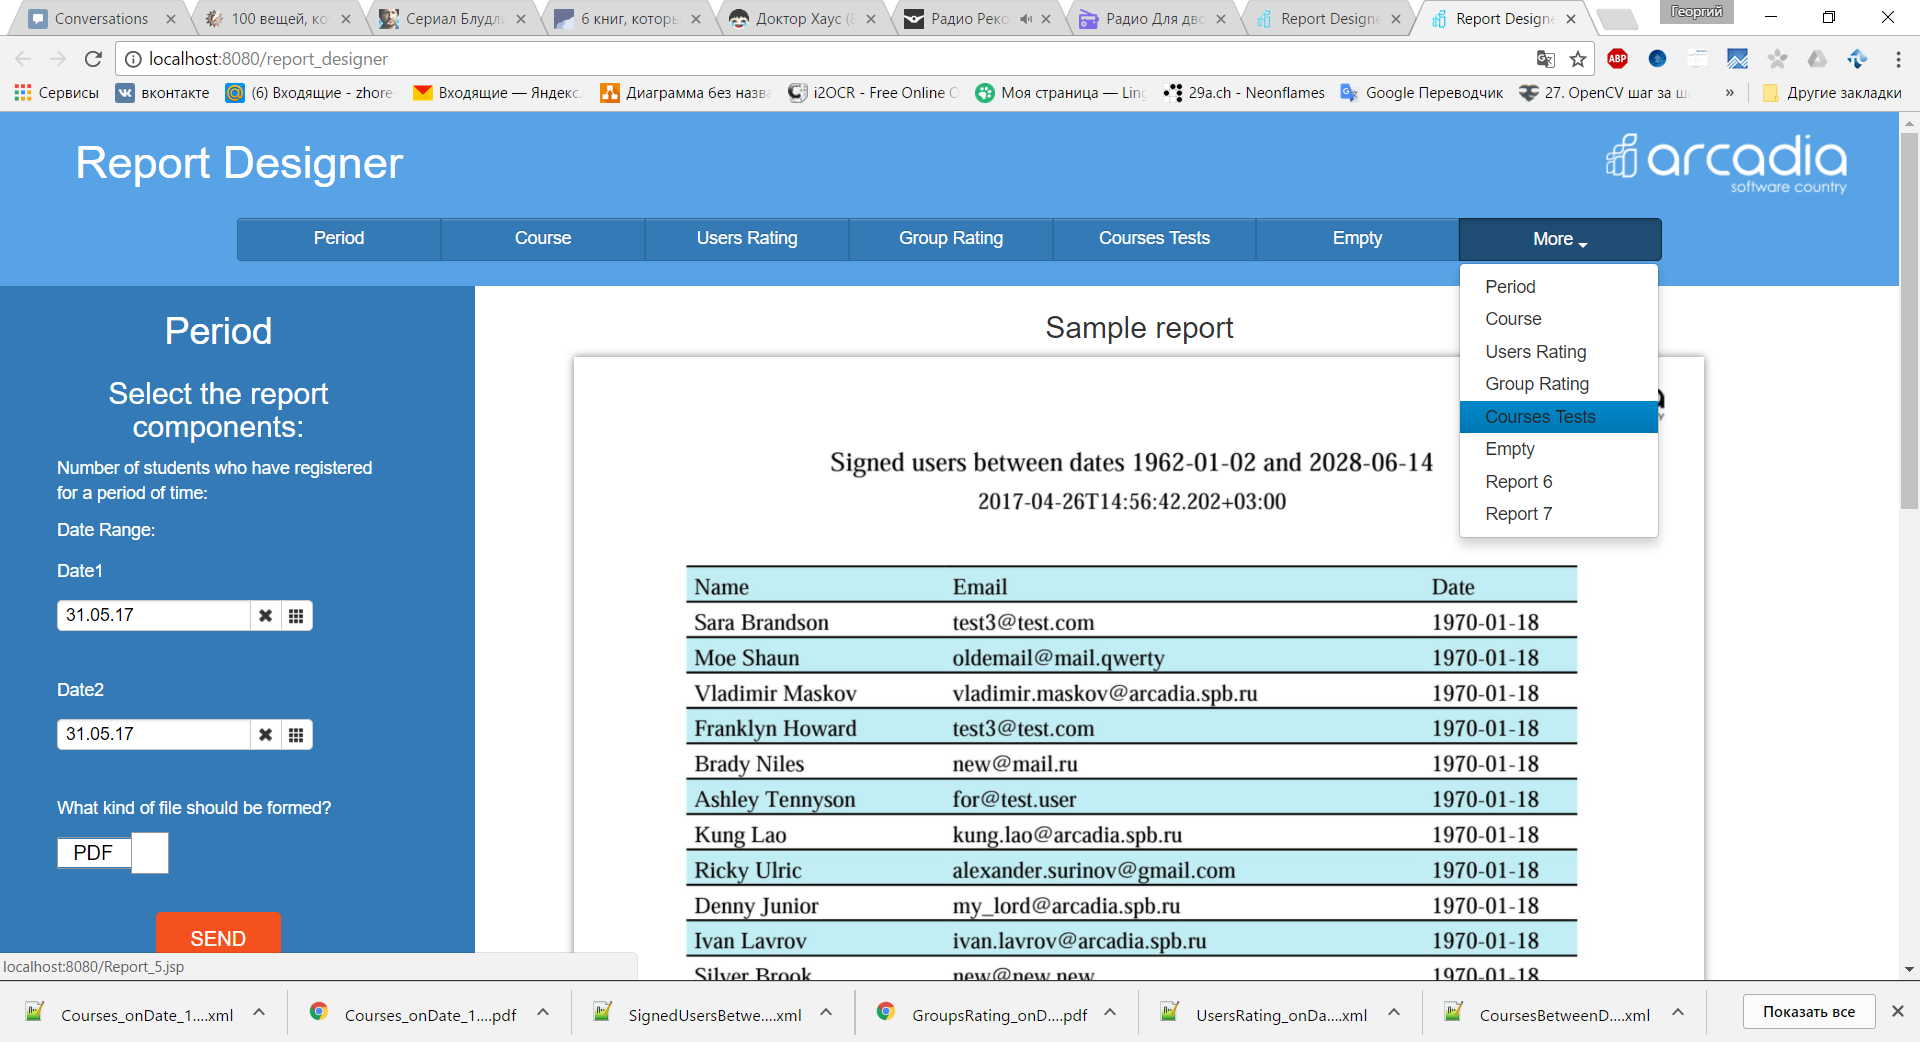 Conversations
100 вещей, ко
Сериал Блудли
6 книг, которы
Доктор Хаус (8
Радио Реко
Радио Для дво
Report Designe
Report Designe
Георгий
localhost:8080/report_designer
ABP
Сервисы
вконтакте
(6) Входящие - zhore
Входящие — Яндекс.
Диаграмма без назва
i2OCR - Free Online O
Моя страница — Ling
29a.ch - Neonflames
Google Переводчик
27. OpenCV шаг за ш
»
Другие закладки
Report Designer
arcadia
software country
Period
Course
Users Rating
Group Rating
Courses Tests
Empty
More
Period
Course
Users Rating
Group Rating
Courses Tests
Empty
Report 6
Report 7
Period
Select the report
components:
Number of students who have registered
for a period of time:
Date Range:
Date1
31.05.17
Date2
31.05.17
What kind of file should be formed?
PDF
SEND
Sample report
Signed users between dates 1962-01-02 and 2028-06-14
2017-04-26T14:56:42.202+03:00
Name Email Date
Sara Brandson test3@test.com 1970-01-18
Moe Shaun oldemail@mail.qwerty 1970-01-18
Vladimir Maskov vladimir.maskov@arcadia.spb.ru 1970-01-18
Franklyn Howard test3@test.com 1970-01-18
Brady Niles new@mail.ru 1970-01-18
Ashley Tennyson for@test.user 1970-01-18
Kung Lao kung.lao@arcadia.spb.ru 1970-01-18
Ricky Ulric alexander.surinov@gmail.com 1970-01-18
Denny Junior my_lord@arcadia.spb.ru 1970-01-18
Ivan Lavrov ivan.lavrov@arcadia.spb.ru 1970-01-18
Silver Brook new@new.new 1970-01-18
localhost:8080/Report_5.jsp
Courses_onDate_1....xml
Courses_onDate_1....pdf
SignedUsersBetwe....xml
GroupsRating_onD....pdf
UsersRating_onDa....xml
CoursesBetweenD....xml
Показать все